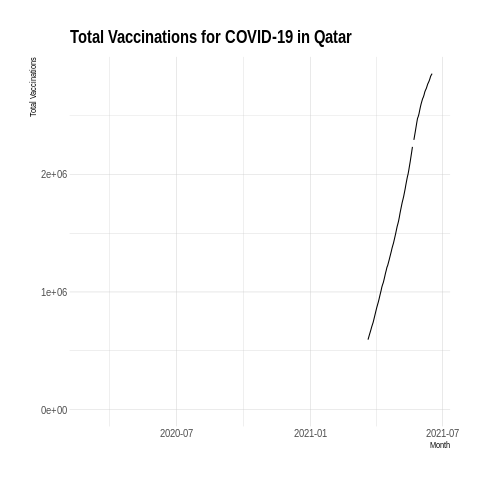 Total Vaccinations for COVID-19 in Qatar
Total Vaccinations
2e+06
1e+06
0e+00
2020-07 2021-01 2021-07
Month